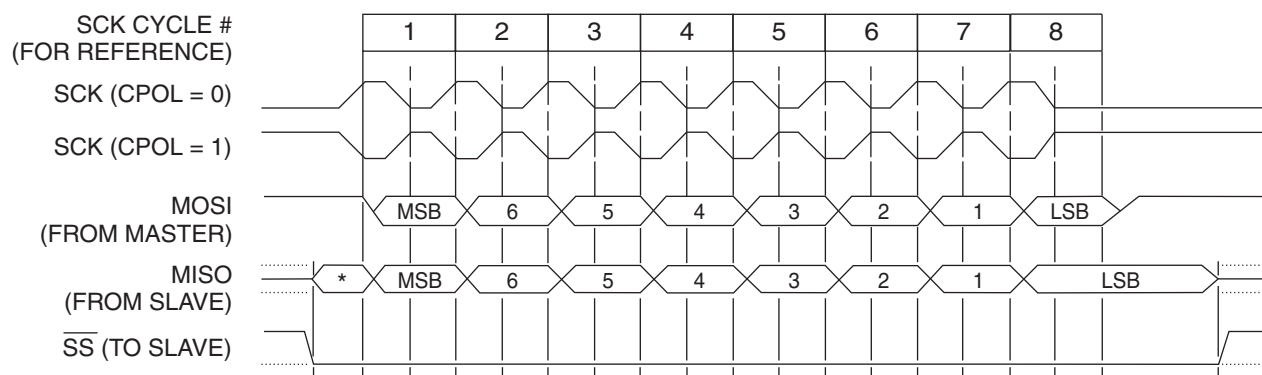 SCK CYCLE #
(FOR REFERENCE)
1 2 3 4 5 6 7 8
SCK (CPOL = 0)
SCK (CPOL = 1)
MOSI
(FROM MASTER)
MSB 6 5 4 3 2 1 LSB
MISO
(FROM SLAVE)
* MSB 6 5 4 3 2 1 LSB
S̅S̅ (TO SLAVE)